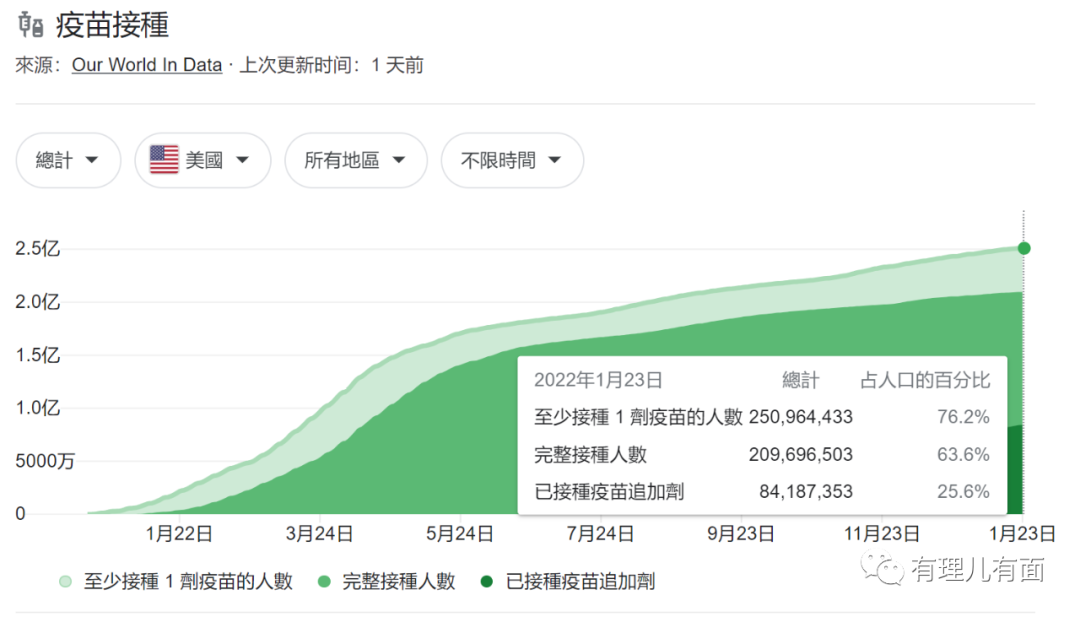 疫苗接種
來源：Our World In Data · 上次更新时间：1 天前
總計 美國 所有地區 不限時間
2.5亿
2.0亿
1.5亿
1.0亿
5000万
0
2022年1月23日 總計 占人口的百分比
至少接種 1 劑疫苗的人數 250,964,433 76.2%
完整接種人數 209,696,503 63.6%
已接種疫苗追加劑 84,187,353 25.6%
1月22日 3月24日 5月24日 7月24日 9月23日 11月23日 1月23日
至少接種 1 劑疫苗的人數 完整接種人數 已接種疫苗追加劑
有理儿有面